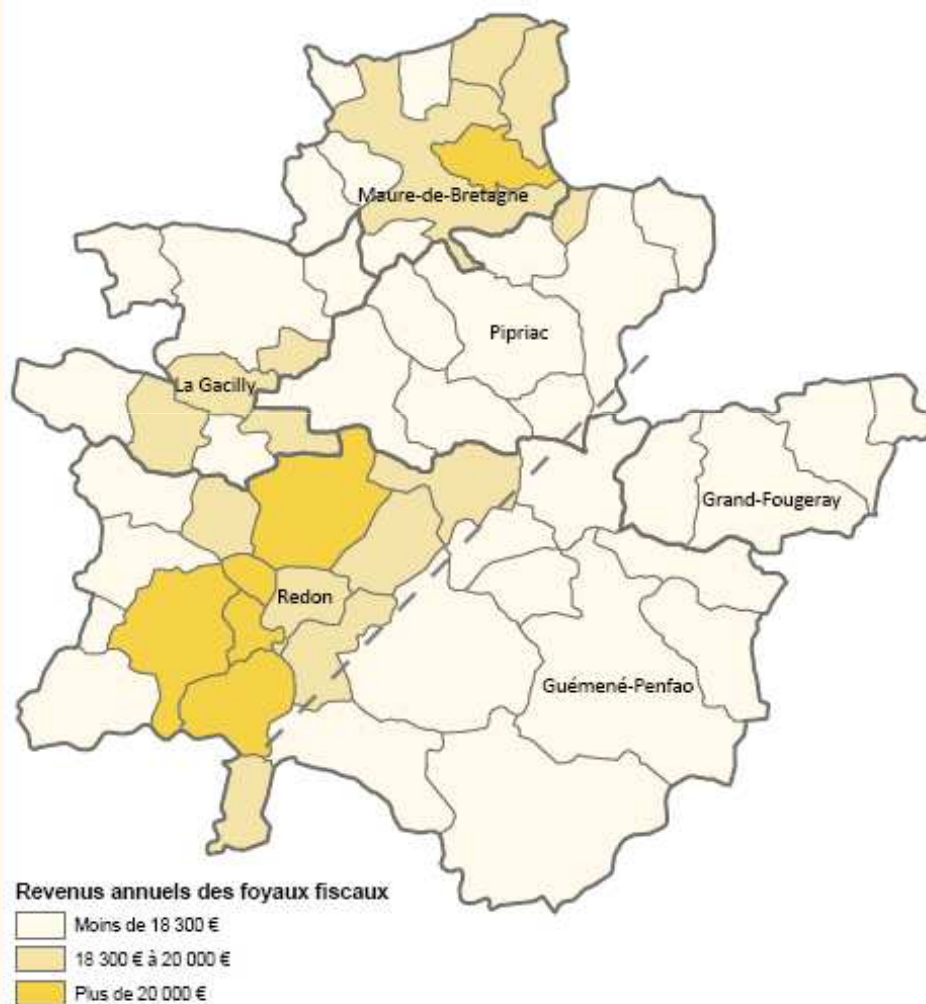 Maure-de-Bretagne
Pipriac
La Gacilly
Grand-Fougeray
Redon
Guémené-Penfao
Revenus annuels des foyaux fiscaux
Moins de 18 300 €
18 300 € à 20 000 €
Plus de 20 000 €